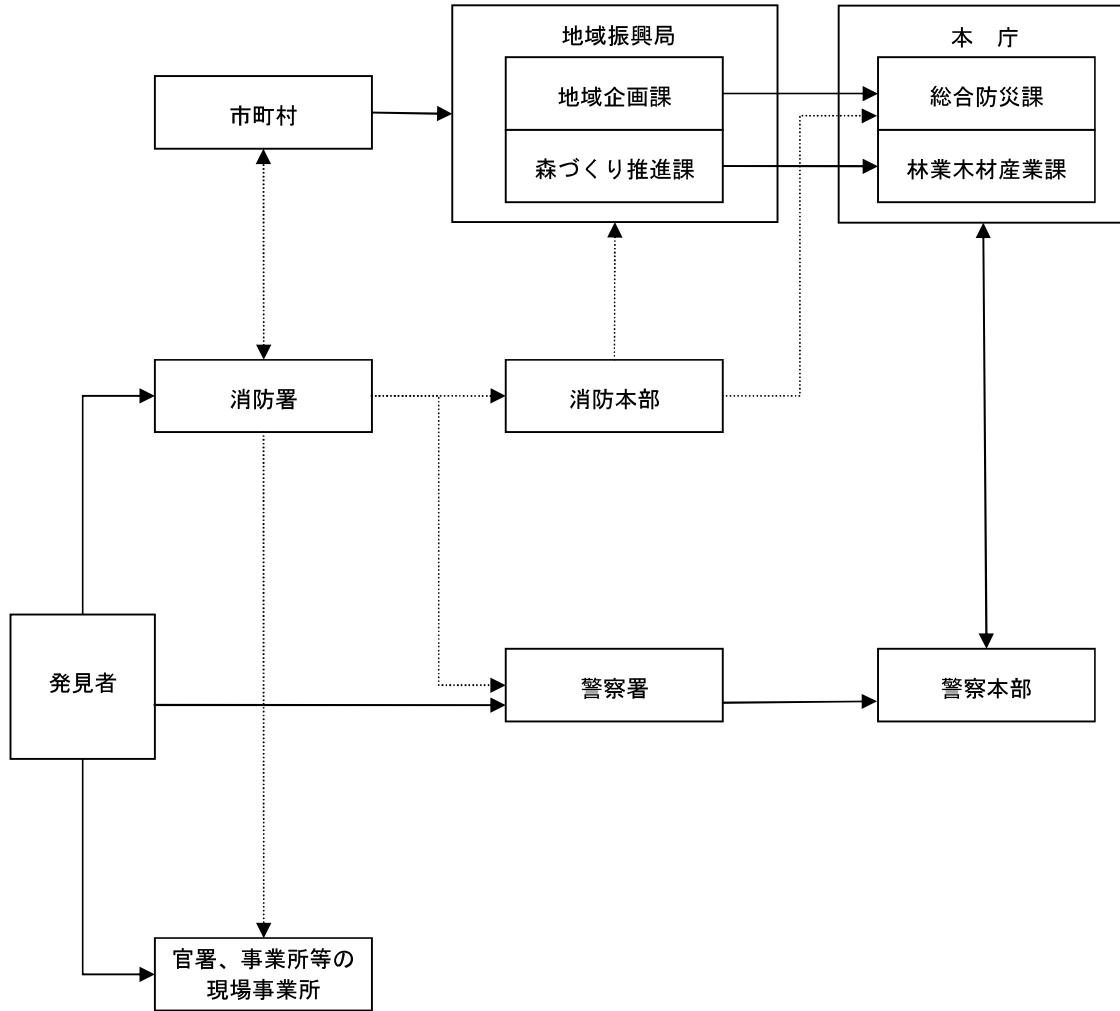 地域振興局
本　庁
市町村
地域企画課
総合防災課
森づくり推進課
林業木材産業課
消防署
消防本部
発見者
警察署
警察本部
官署、事業所等の
現場事業所